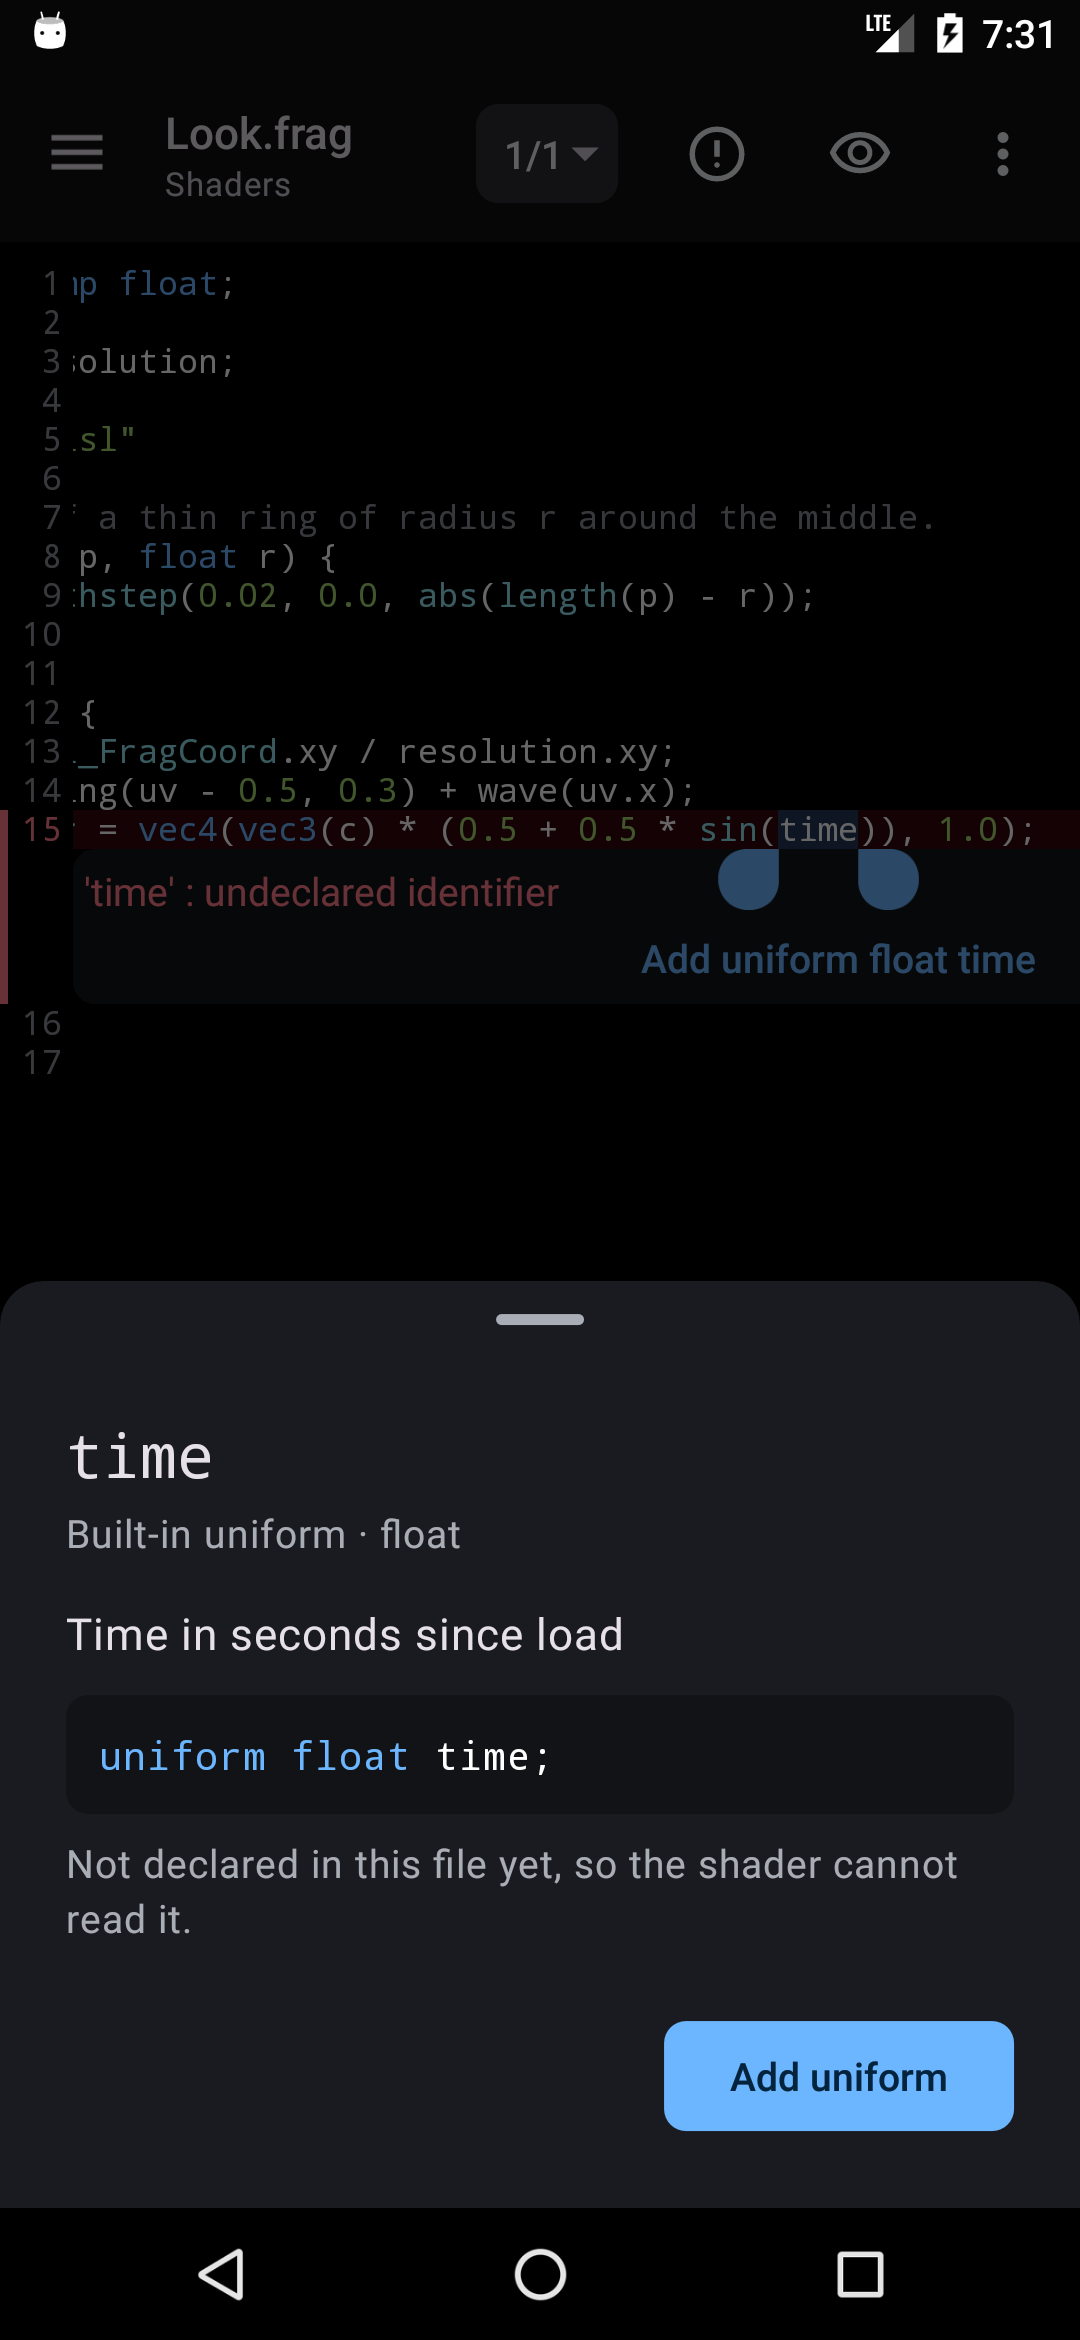 LTE 7:31
Look.frag
Shaders
1/1
1 p float;
2
3 solution;
4
5 sl"
6
7 a thin ring of radius r around the middle.
8 p, float r) {
9 hstep(0.02, 0.0, abs(length(p) - r));
10
11
12 {
13 _FragCoord.xy / resolution.xy;
14 ng(uv - 0.5, 0.3) + wave(uv.x);
15 = vec4(vec3(c) * (0.5 + 0.5 * sin(time)), 1.0);
'time' : undeclared identifier
Add uniform float time
16
17
time
Built-in uniform · float
Time in seconds since load
uniform float time;
Not declared in this file yet, so the shader cannot
read it.
Add uniform